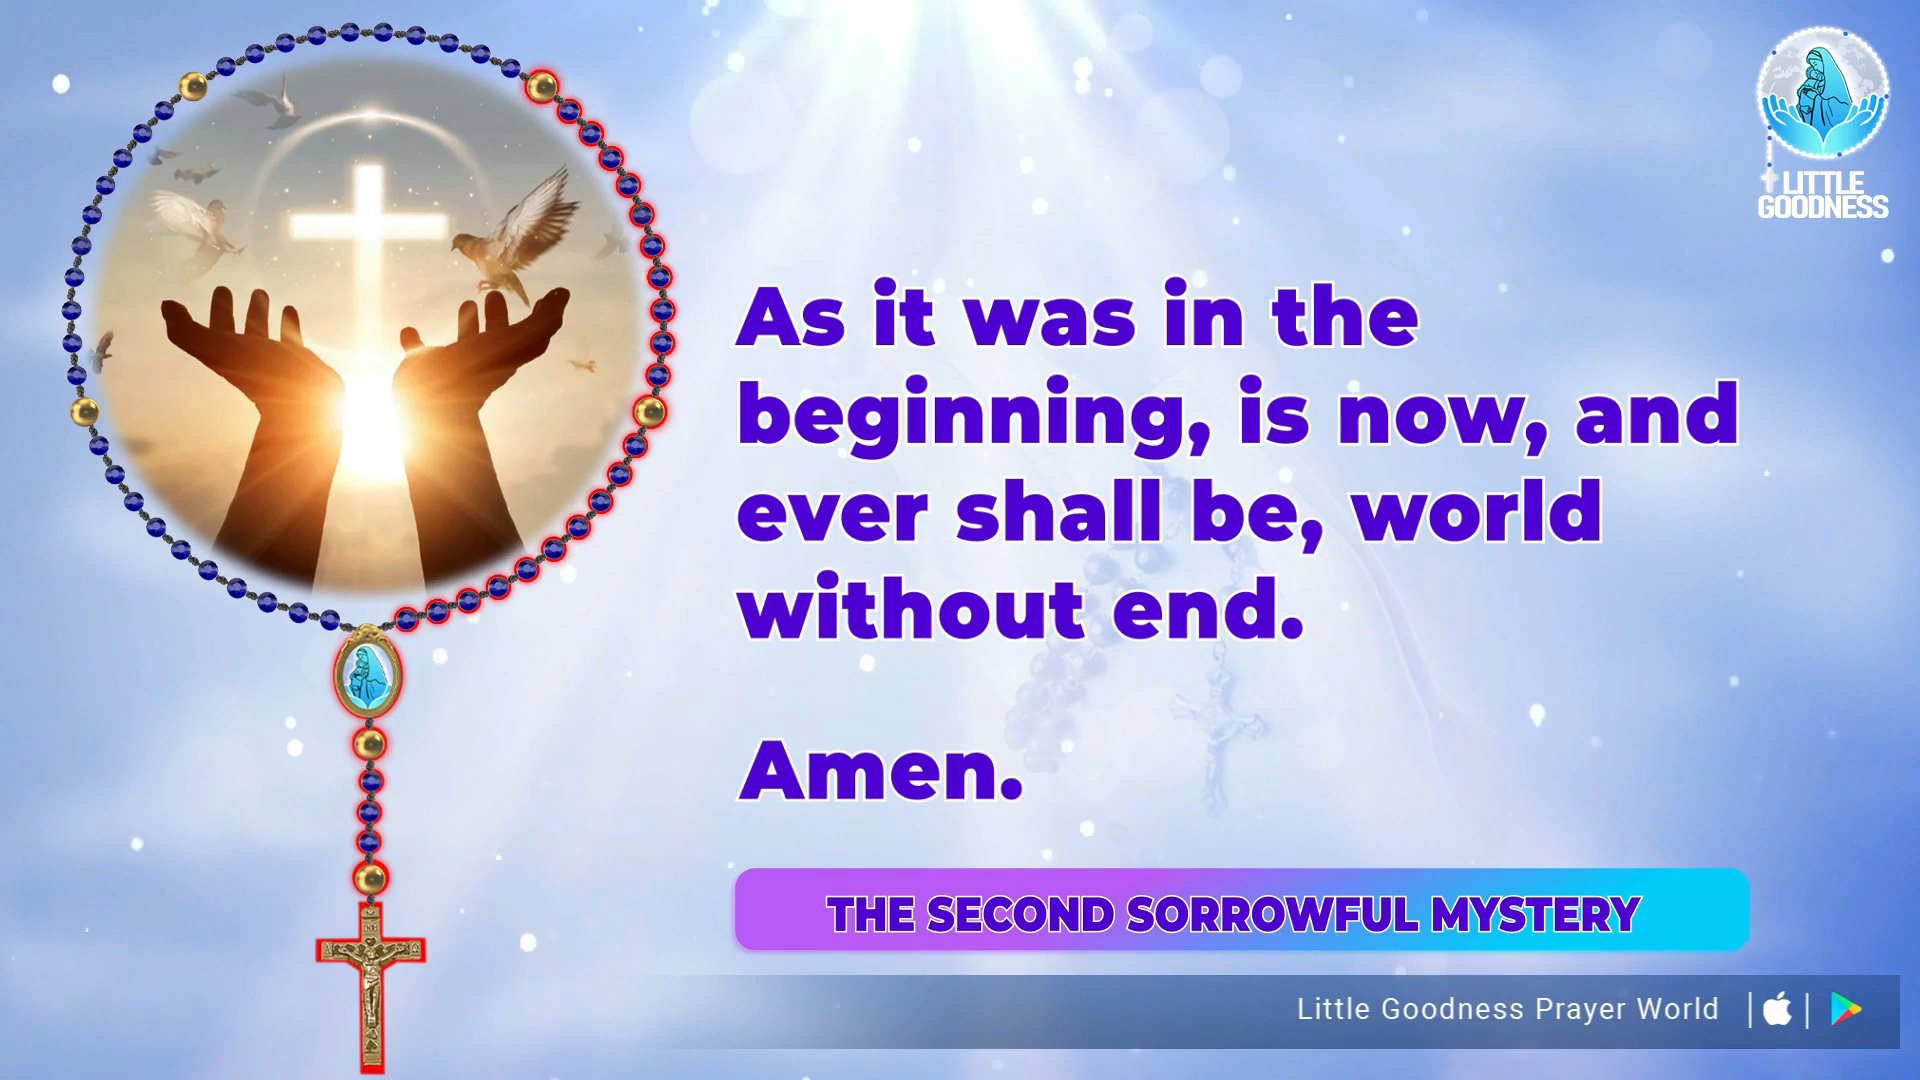 LITTLE
GOODNESS
As it was in the
beginning, is now, and
ever shall be, world
without end.
Amen.
THE SECOND SORROWFUL MYSTERY
Little Goodness Prayer World